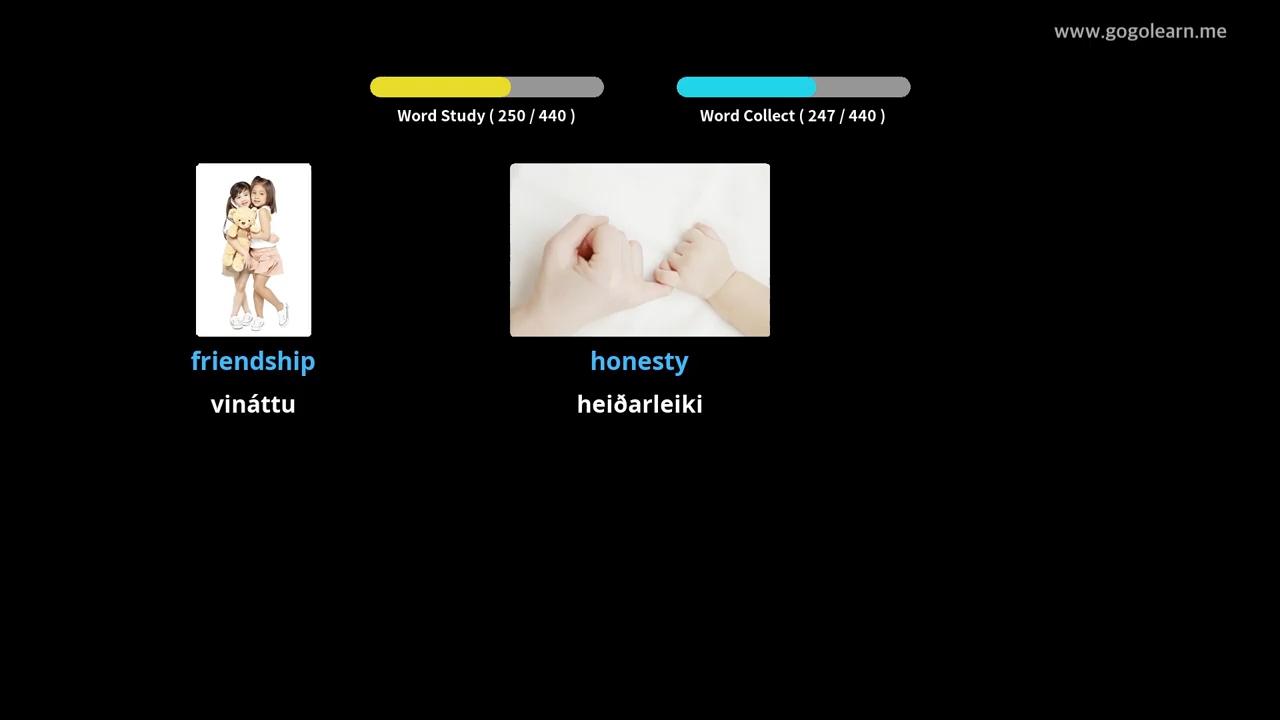 www.gogolearn.me
Word Study ( 250 / 440 )
Word Collect ( 247 / 440 )
friendship
vináttu
honesty
heiðarleiki